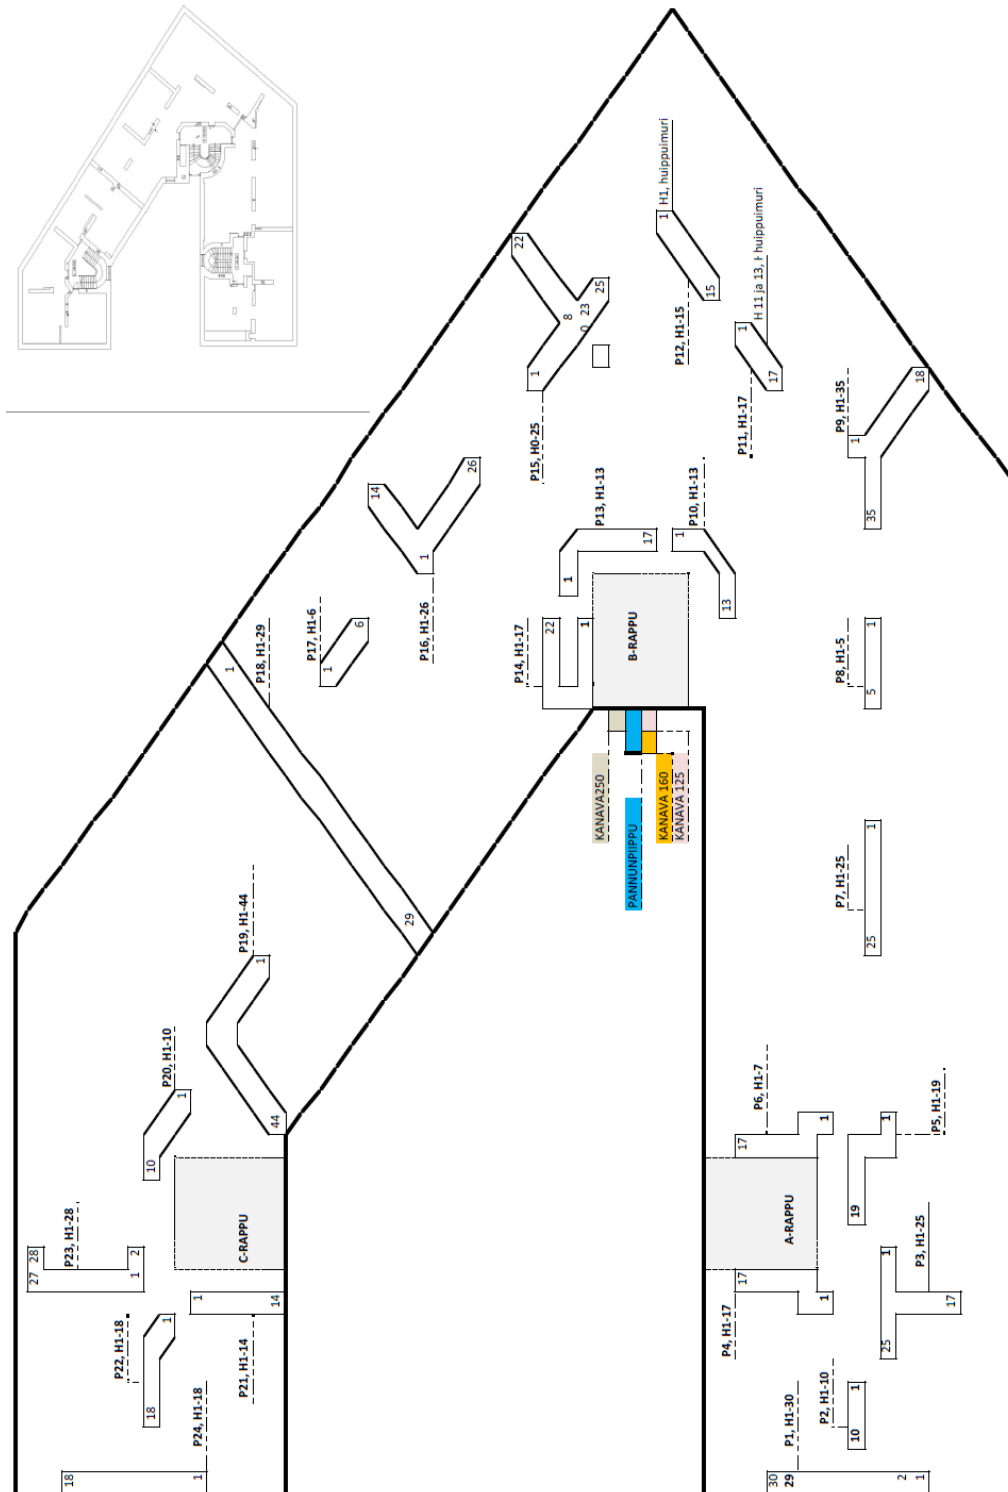 H1, huippuimuri
1
15
P12, H1-15
H 11 ja 13, H huippuimuri
1
17
P11, H1-17
22
8
25
23
0
1
P15, H0-25
18
1
P9, H1-35
35
14
26
1
P16, H1-26
P13, H1-13
1
17
P10, H1-13
1
13
P17, H1-6
1
6
P18, H1-29
1
29
P14, H1-17
22
1
B-RAPPU
P8, H1-5
1
5
KANAVA250
PANNUNPIIPPU
KANAVA 160
KANAVA 125
P7, H1-25
1
25
P19, H1-44
1
44
P20, H1-10
1
10
P6, H1-7
17
1
P5, H1-19
1
19
P23, H1-28
28
27
2
1
C-RAPPU
A-RAPPU
P3, H1-25
1
17
25
P22, H1-18
1
18
1
14
P21, H1-14
17
1
P4, H1-17
P24, H1-18
18
1
P2, H1-10
1
10
P1, H1-30
30
29
2
1